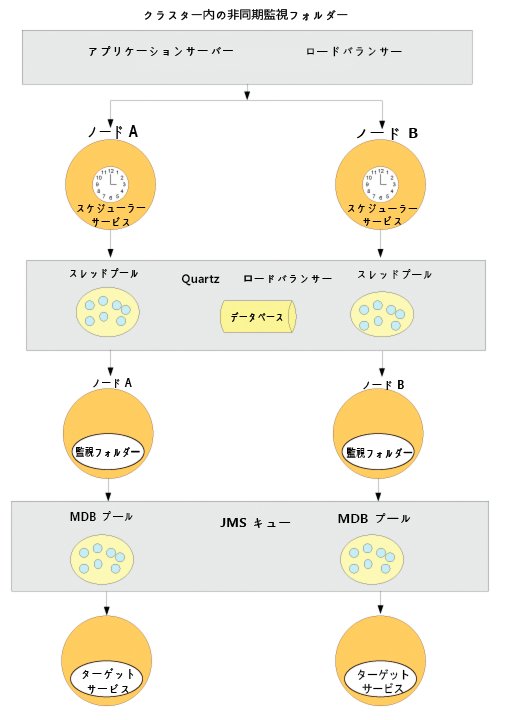 クラスター内の非同期監視フォルダー
アプリケーションサーバー ロードバランサー
ノード A ノード B
12
11 1
10 2
9 3
8 4
7 5
6
スケジューラー
サービス
12
11 1
10 2
9 3
8 4
7 5
6
スケジューラー
サービス
スレッドプール Quartz ロードバランサー スレッドプール
データベース
ノード A ノード B
監視フォルダー 監視フォルダー
MDB プール JMS キュー MDB プール
ターゲット
サービス
ターゲット
サービス